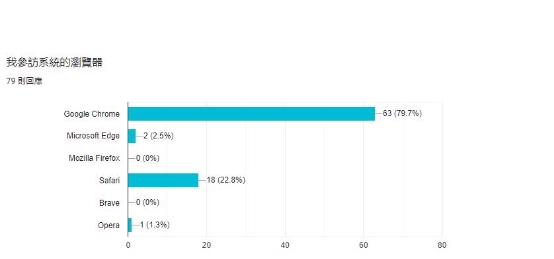 我參訪系統的瀏覽器
79 則回應
Google Chrome 63 (79.7%)
Microsoft Edge 2 (2.5%)
Mozilla Firefox 0 (0%)
Safari 18 (22.8%)
Brave 0 (0%)
Opera 1 (1.3%)
0 20 40 60 80